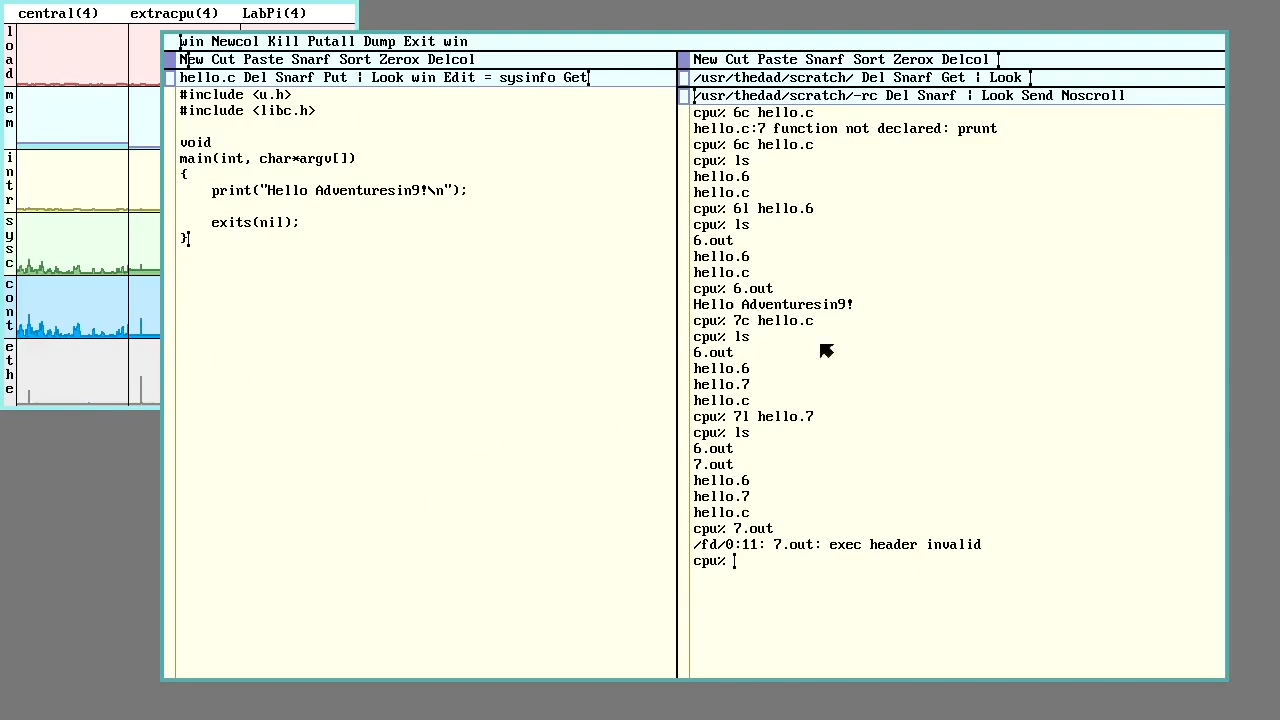 central(4) extracpu(4) LabPi(4)
load
mem
intr
sysc
cont
ethe
win Newcol Kill Putall Dump Exit win
New Cut Paste Snarf Sort Zerox Delcol
hello.c Del Snarf Put ¦ Look win Edit = sysinfo Get
#include <u.h>
#include <libc.h>
void
main(int, char*argv[])
{
print("Hello Adventuresin9!\n");
exits(nil);
}
New Cut Paste Snarf Sort Zerox Delcol
/usr/thedad/scratch/ Del Snarf Get ¦ Look
/usr/thedad/scratch/-rc Del Snarf ¦ Look Send Noscroll
cpu% 6c hello.c
hello.c:7 function not declared: prunt
cpu% 6c hello.c
cpu% ls
hello.6
hello.c
cpu% 6l hello.6
cpu% ls
6.out
hello.6
hello.c
cpu% 6.out
Hello Adventuresin9!
cpu% 7c hello.c
cpu% ls
6.out
hello.6
hello.7
hello.c
cpu% 7l hello.7
cpu% ls
6.out
7.out
hello.6
hello.7
hello.c
cpu% 7.out
/fd/0:11: 7.out: exec header invalid
cpu%